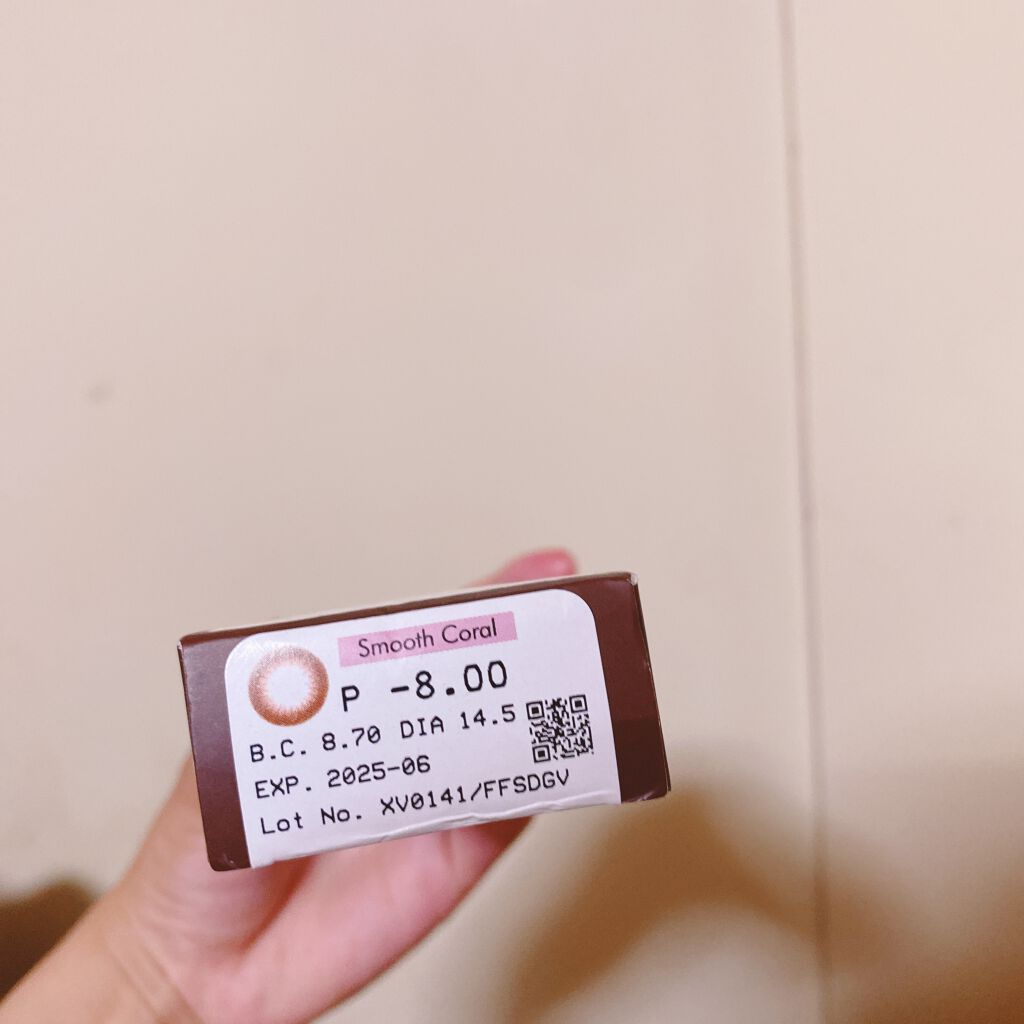 Smooth Coral
P -8.00
B.C. 8.70 DIA 14.5
EXP. 2025-06
Lot No. XV0141/FFSDGV